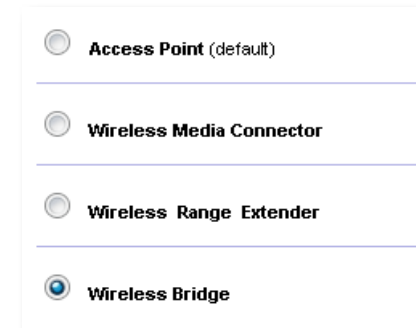 Access Point (default)
Wireless Media Connector
Wireless Range Extender
Wireless Bridge